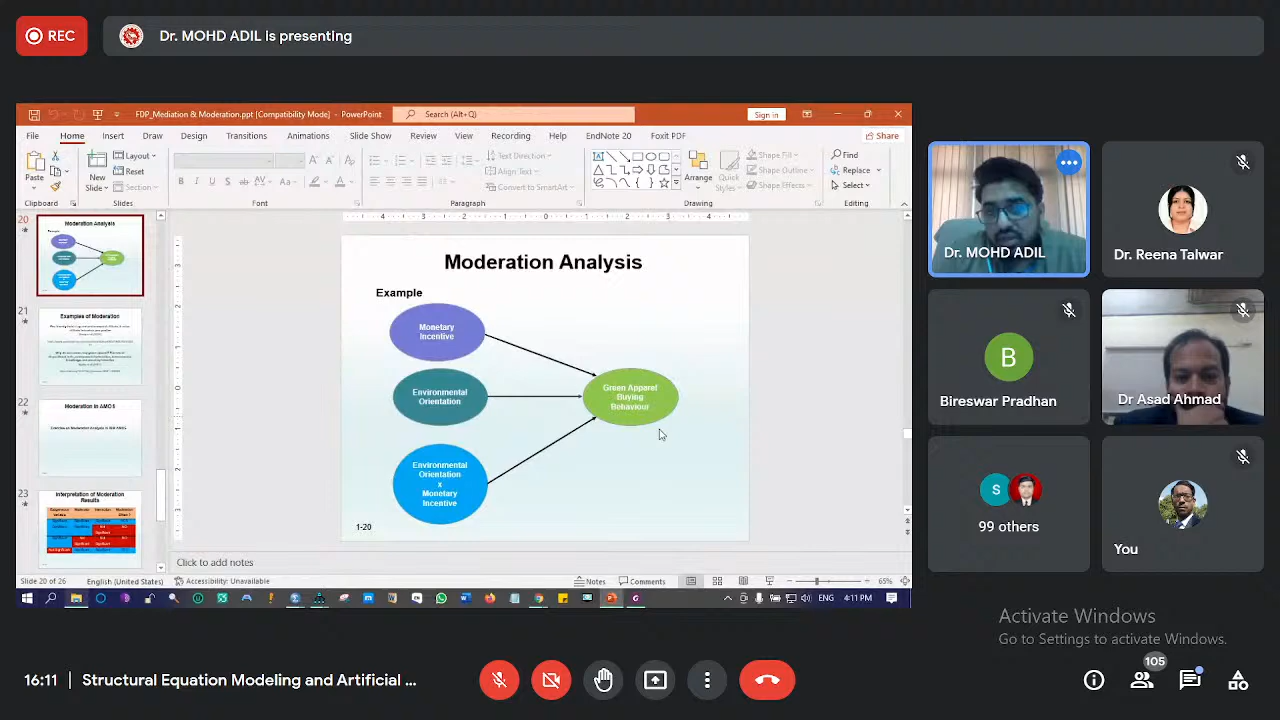 REC
Dr. MOHD ADIL Is presenting
FDP_Mediation & Moderation.ppt [Compatibility Mode] - PowerPoint
Search (Alt+Q)
Sign in
File Home Insert Draw Design Transitions Animations Slide Show Review View Recording Help EndNote 20 Foxit PDF
Share
Paste
New
Slide
Layout
Reset
Section
Text Direction
Align Text
Convert to SmartArt
Arrange
Quick
Styles
Shape Fill
Shape Outline
Shape Effects
Find
Replace
Select
Clipboard Slides Font Paragraph Drawing Editing
20
Moderation Analysis
21
Examples of Moderation
22
Moderation in AMOS
23
Interpretation of Moderation
Results
Moderation Analysis
Example
Monetary
Incentive
Environmental
Orientation
Environmental
Orientation
x
Monetary
Incentive
Green Apparel
Buying
Behaviour
1-20
Click to add notes
Slide 20 of 26 English (United States) Accessibility: Unavailable Notes Comments 65%
ENG 4:11 PM
Dr. MOHD ADIL
Dr. Reena Talwar
B
Bireswar Pradhan
Dr Asad Ahmad
S
99 others
You
Activate Windows
Go to Settings to activate Windows.
16:11 | Structural Equation Modeling and Artificial ...
105